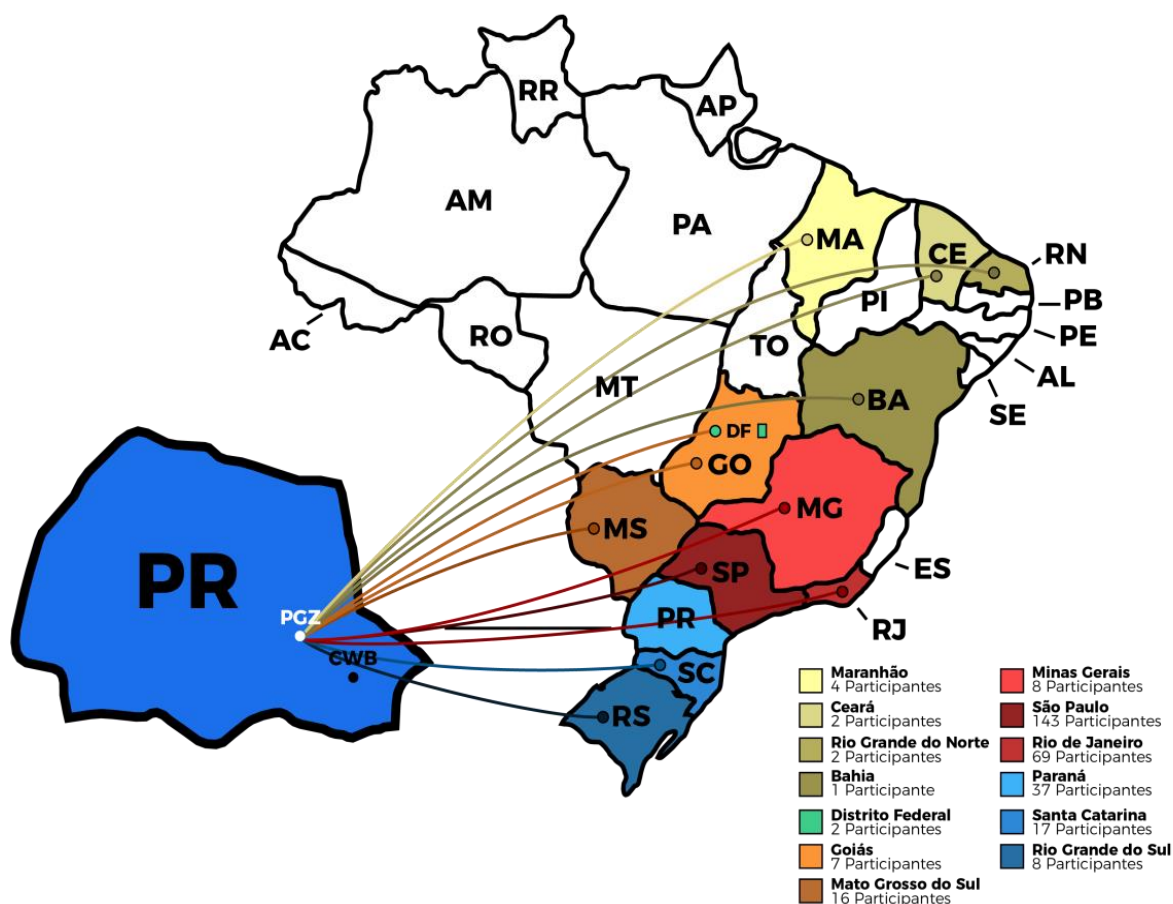 RR
AP
AM
PA
MA
CE
RN
PI
PB
AC
RO
TO
PE
MT
AL
SE
BA
DF
GO
MG
MS
PR
SP
ES
PGZ
PR
RJ
CWB
SC
RS
Maranhão
4 Participantes
Ceará
2 Participantes
Rio Grande do Norte
2 Participantes
Bahia
1 Participante
Distrito Federal
2 Participantes
Goiás
7 Participantes
Mato Grosso do Sul
16 Participantes
Minas Gerais
8 Participantes
São Paulo
143 Participantes
Rio de Janeiro
69 Participantes
Paraná
37 Participantes
Santa Catarina
17 Participantes
Rio Grande do Sul
8 Participantes